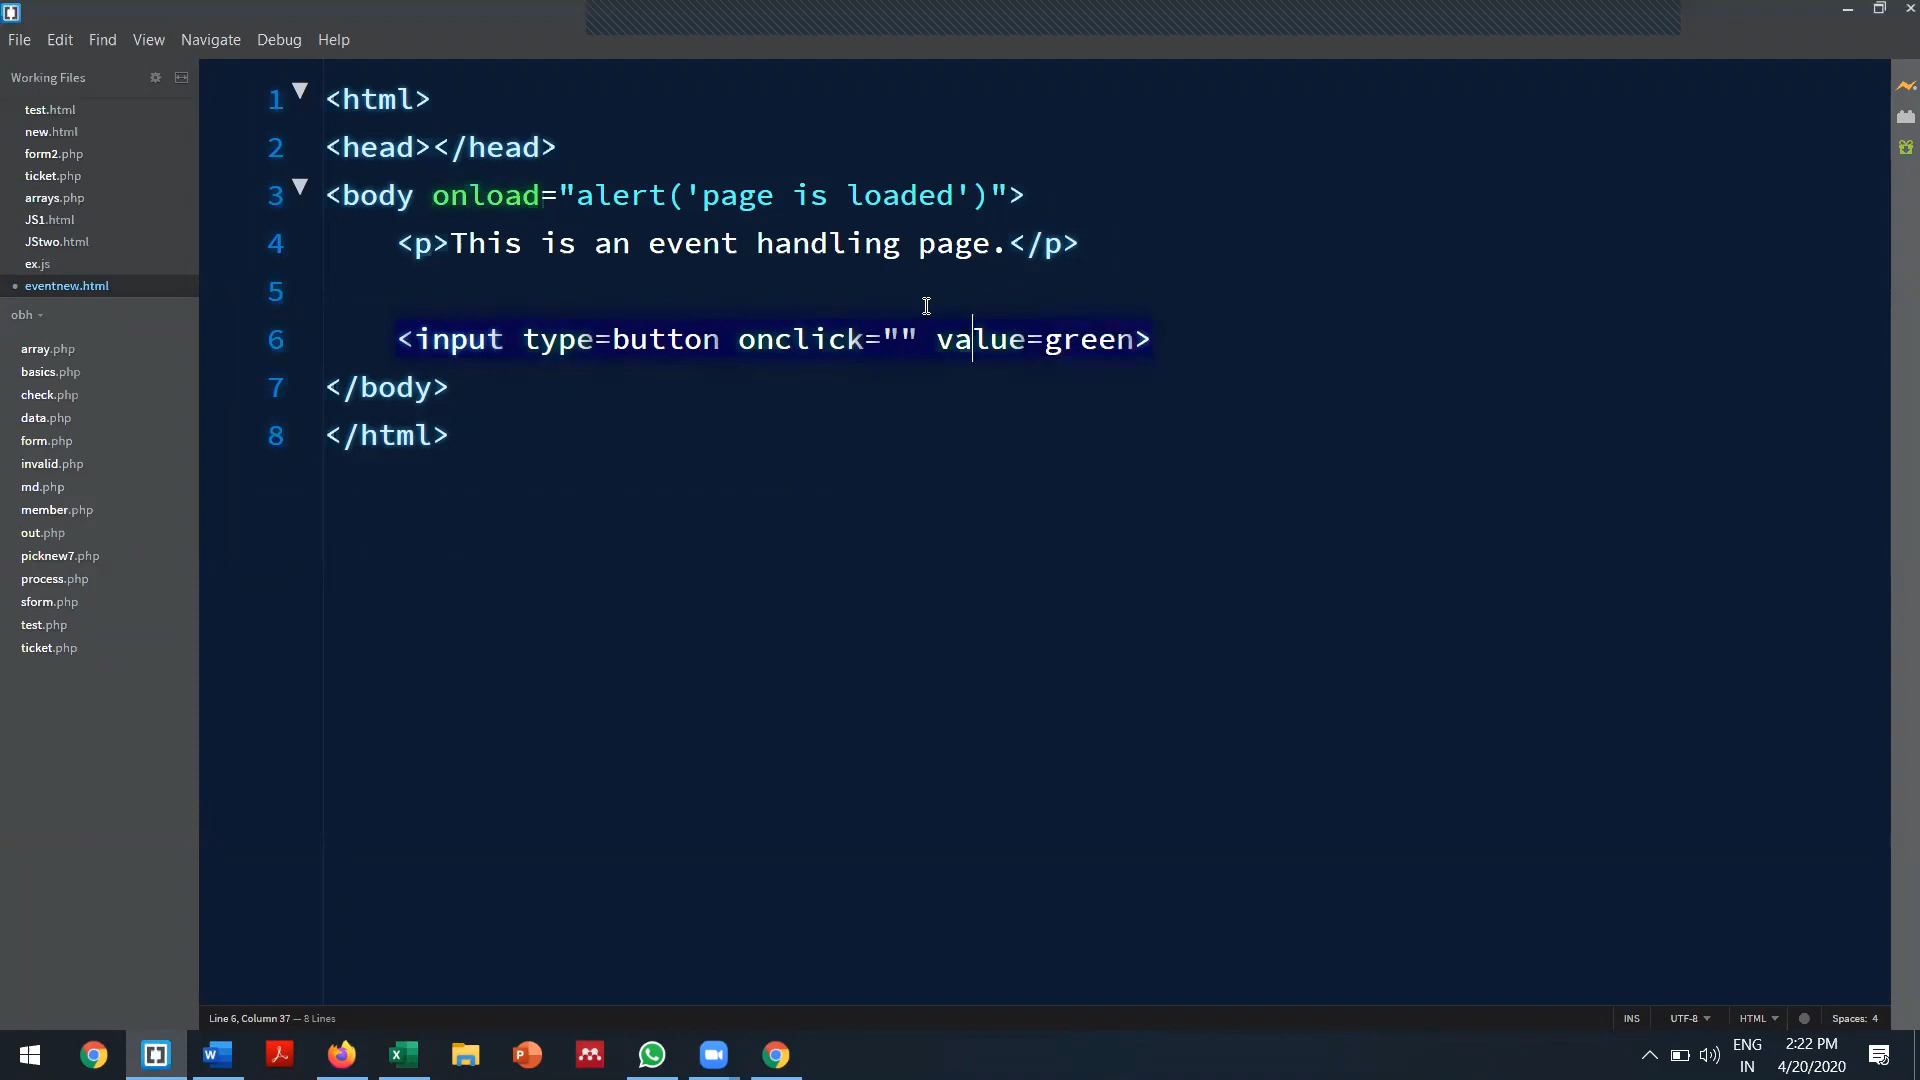 File Edit Find View Navigate Debug Help
Working Files
test.html
new.html
form2.php
ticket.php
arrays.php
JS1.html
JStwo.html
ex.js
eventnew.html
obh
array.php
basics.php
check.php
data.php
form.php
invalid.php
md.php
member.php
out.php
picknew7.php
process.php
sform.php
test.php
ticket.php
1 <html>
2 <head></head>
3 <body onload="alert('page is loaded')">
4 <p>This is an event handling page.</p>
5
6 <input type=button onclick="" value=green>
7 </body>
8 </html>
Line 6, Column 37 — 8 Lines
INS UTF-8 HTML Spaces: 4
ENG
IN
2:22 PM
4/20/2020